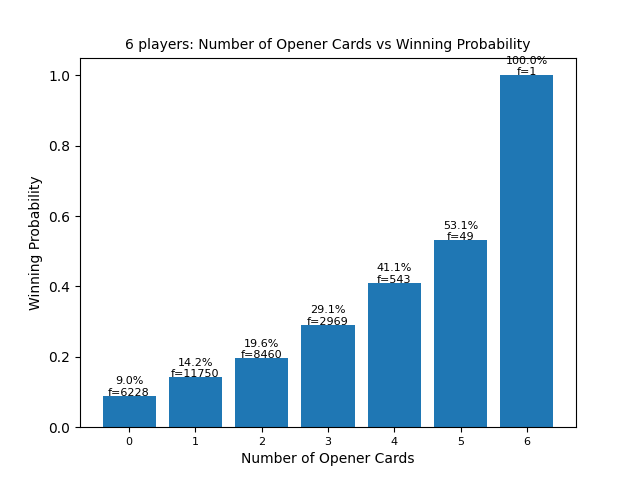 6 players: Number of Opener Cards vs Winning Probability
Winning Probability
1.0
0.8
0.6
0.4
0.2
0.0
9.0%
f=6228
14.2%
f=11750
19.6%
f=8460
29.1%
f=2969
41.1%
f=543
53.1%
f=49
100.0%
f=1
0 1 2 3 4 5 6
Number of Opener Cards